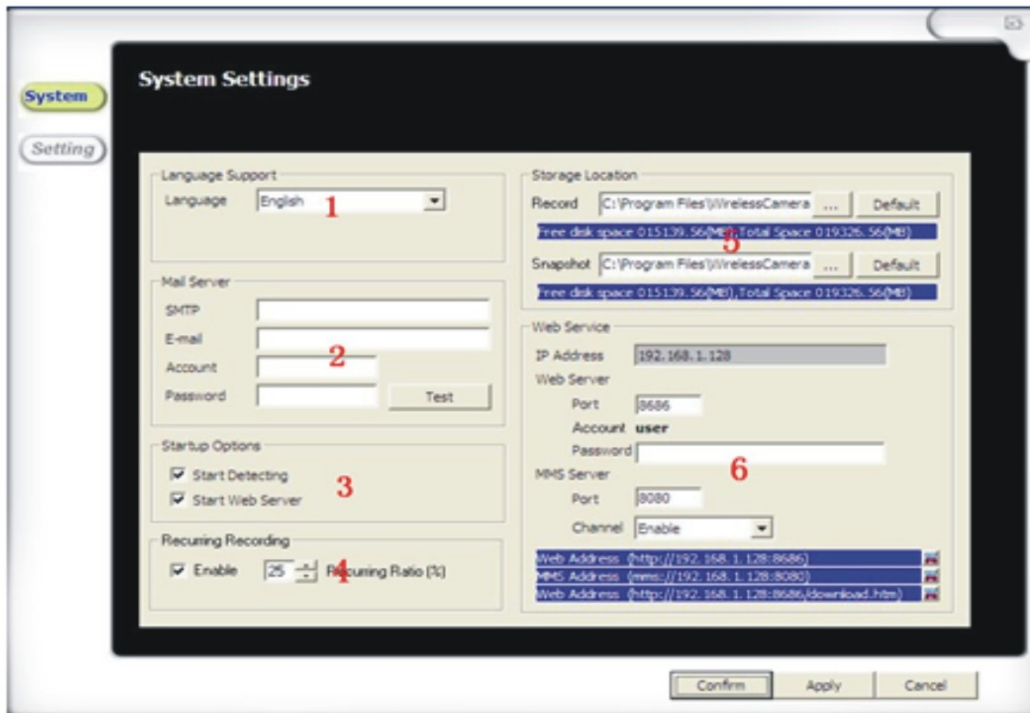 System Settings
System
Setting
Language Support
Language English
1
Mail Server
SMTP
E-mail
2
Account
Password Test
Startup Options
Start Detecting
3
Start Web Server
Recurring Recording
Enable 25 Recurring Ratio (%)
4
Storage Location
Record C:\Program Files\WirelessCamera ... Default
Free disk space 015139.56(MB),Total Space 019326.56(MB)
5
Snapshot C:\Program Files\WirelessCamera ... Default
Free disk space 015139.56(MB),Total Space 019326.56(MB)
Web Service
IP Address 192.168.1.128
Web Server
Port 8686
Account user
Password
6
MMS Server
Port 8080
Channel Enable
Web Address (http://192.168.1.128:8686)
MMS Address (mms://192.168.1.128:8080)
Web Address (http://192.168.1.128:8686/download.htm)
Confirm Apply Cancel